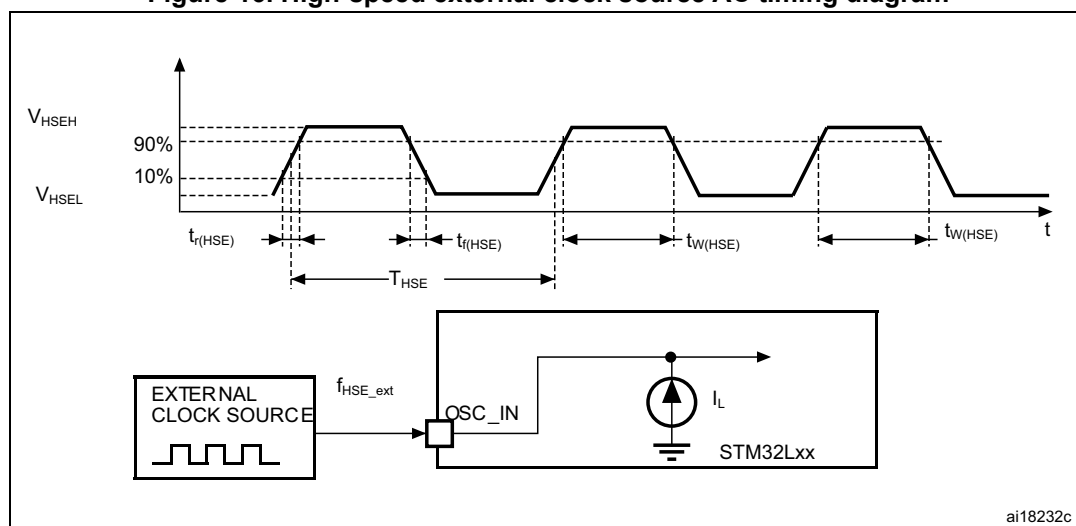 V_HSEH
90%
10%
V_HSEL
t_r(HSE)
t_f(HSE)
t_W(HSE)
t_W(HSE)
t
T_HSE
EXTERNAL
CLOCK SOURCE
f_HSE_ext
OSC_IN
I_L
STM32Lxx
ai18232c